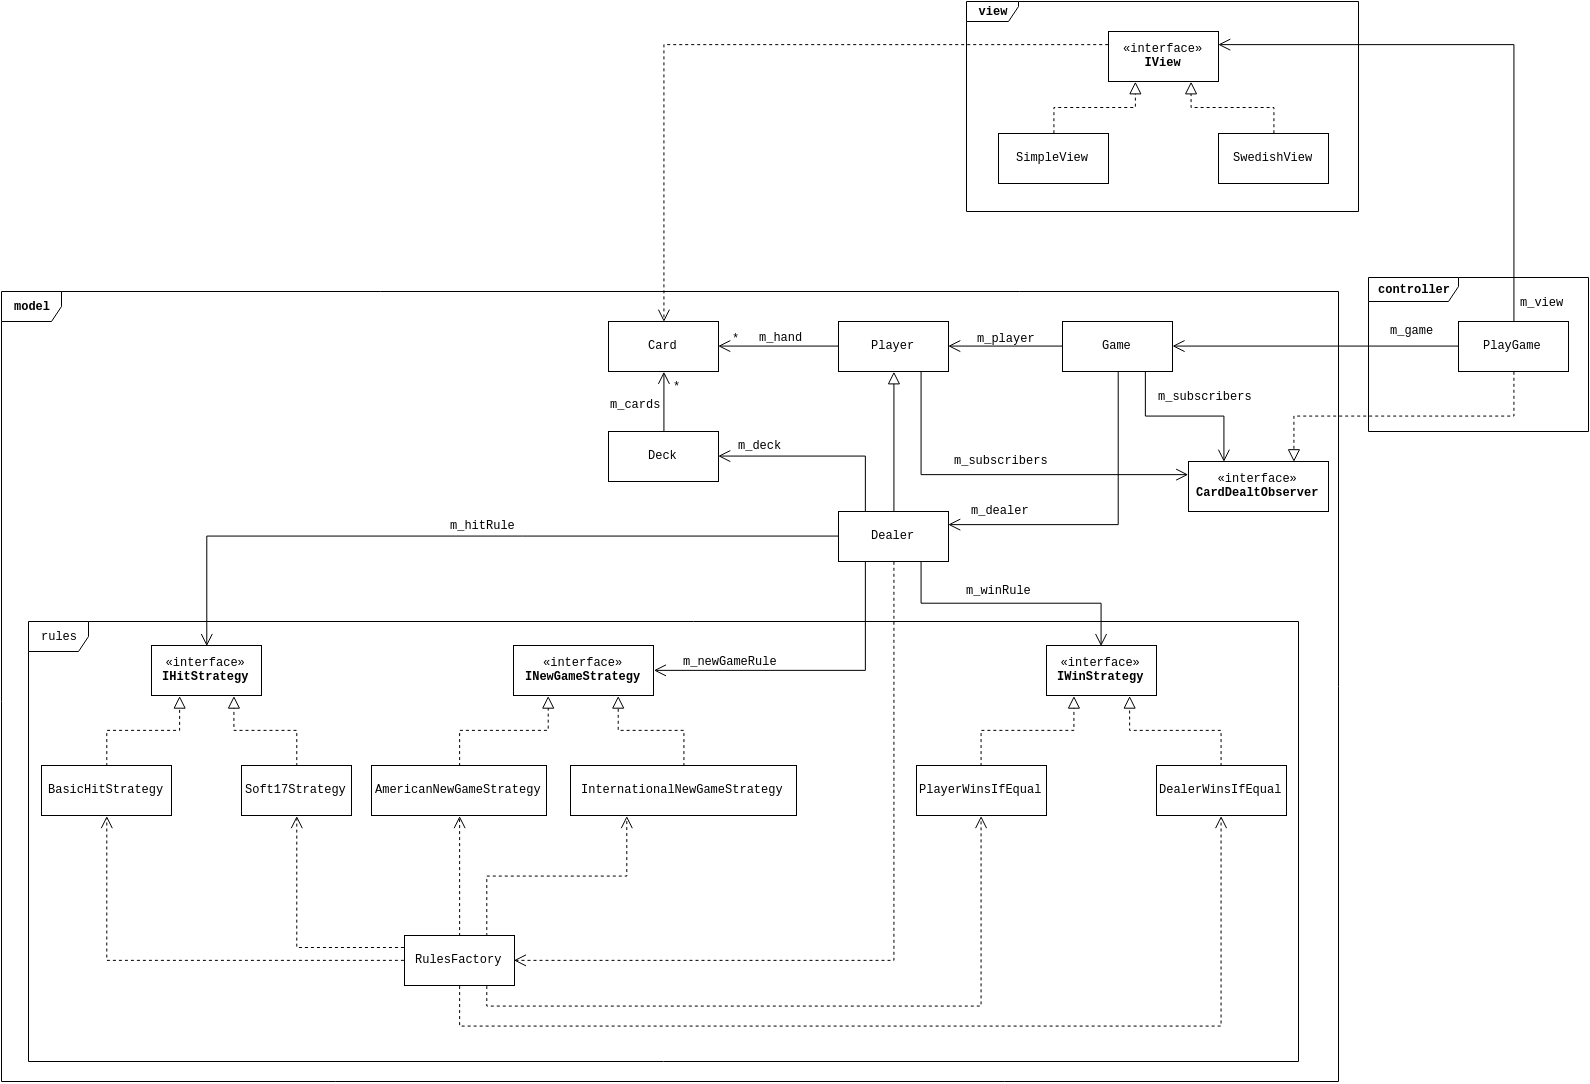 view
«interface»
IView
SimpleView
SwedishView
controller
model
m_view
m_game
Card
*
m_hand
Player
m_player
Game
PlayGame
*
m_cards
m_subscribers
Deck
m_deck
m_subscribers
«interface»
CardDealtObserver
m_dealer
m_hitRule
Dealer
m_winRule
rules
«interface»
IHitStrategy
«interface»
INewGameStrategy
m_newGameRule
«interface»
IWinStrategy
BasicHitStrategy
Soft17Strategy
AmericanNewGameStrategy
InternationalNewGameStrategy
PlayerWinsIfEqual
DealerWinsIfEqual
RulesFactory